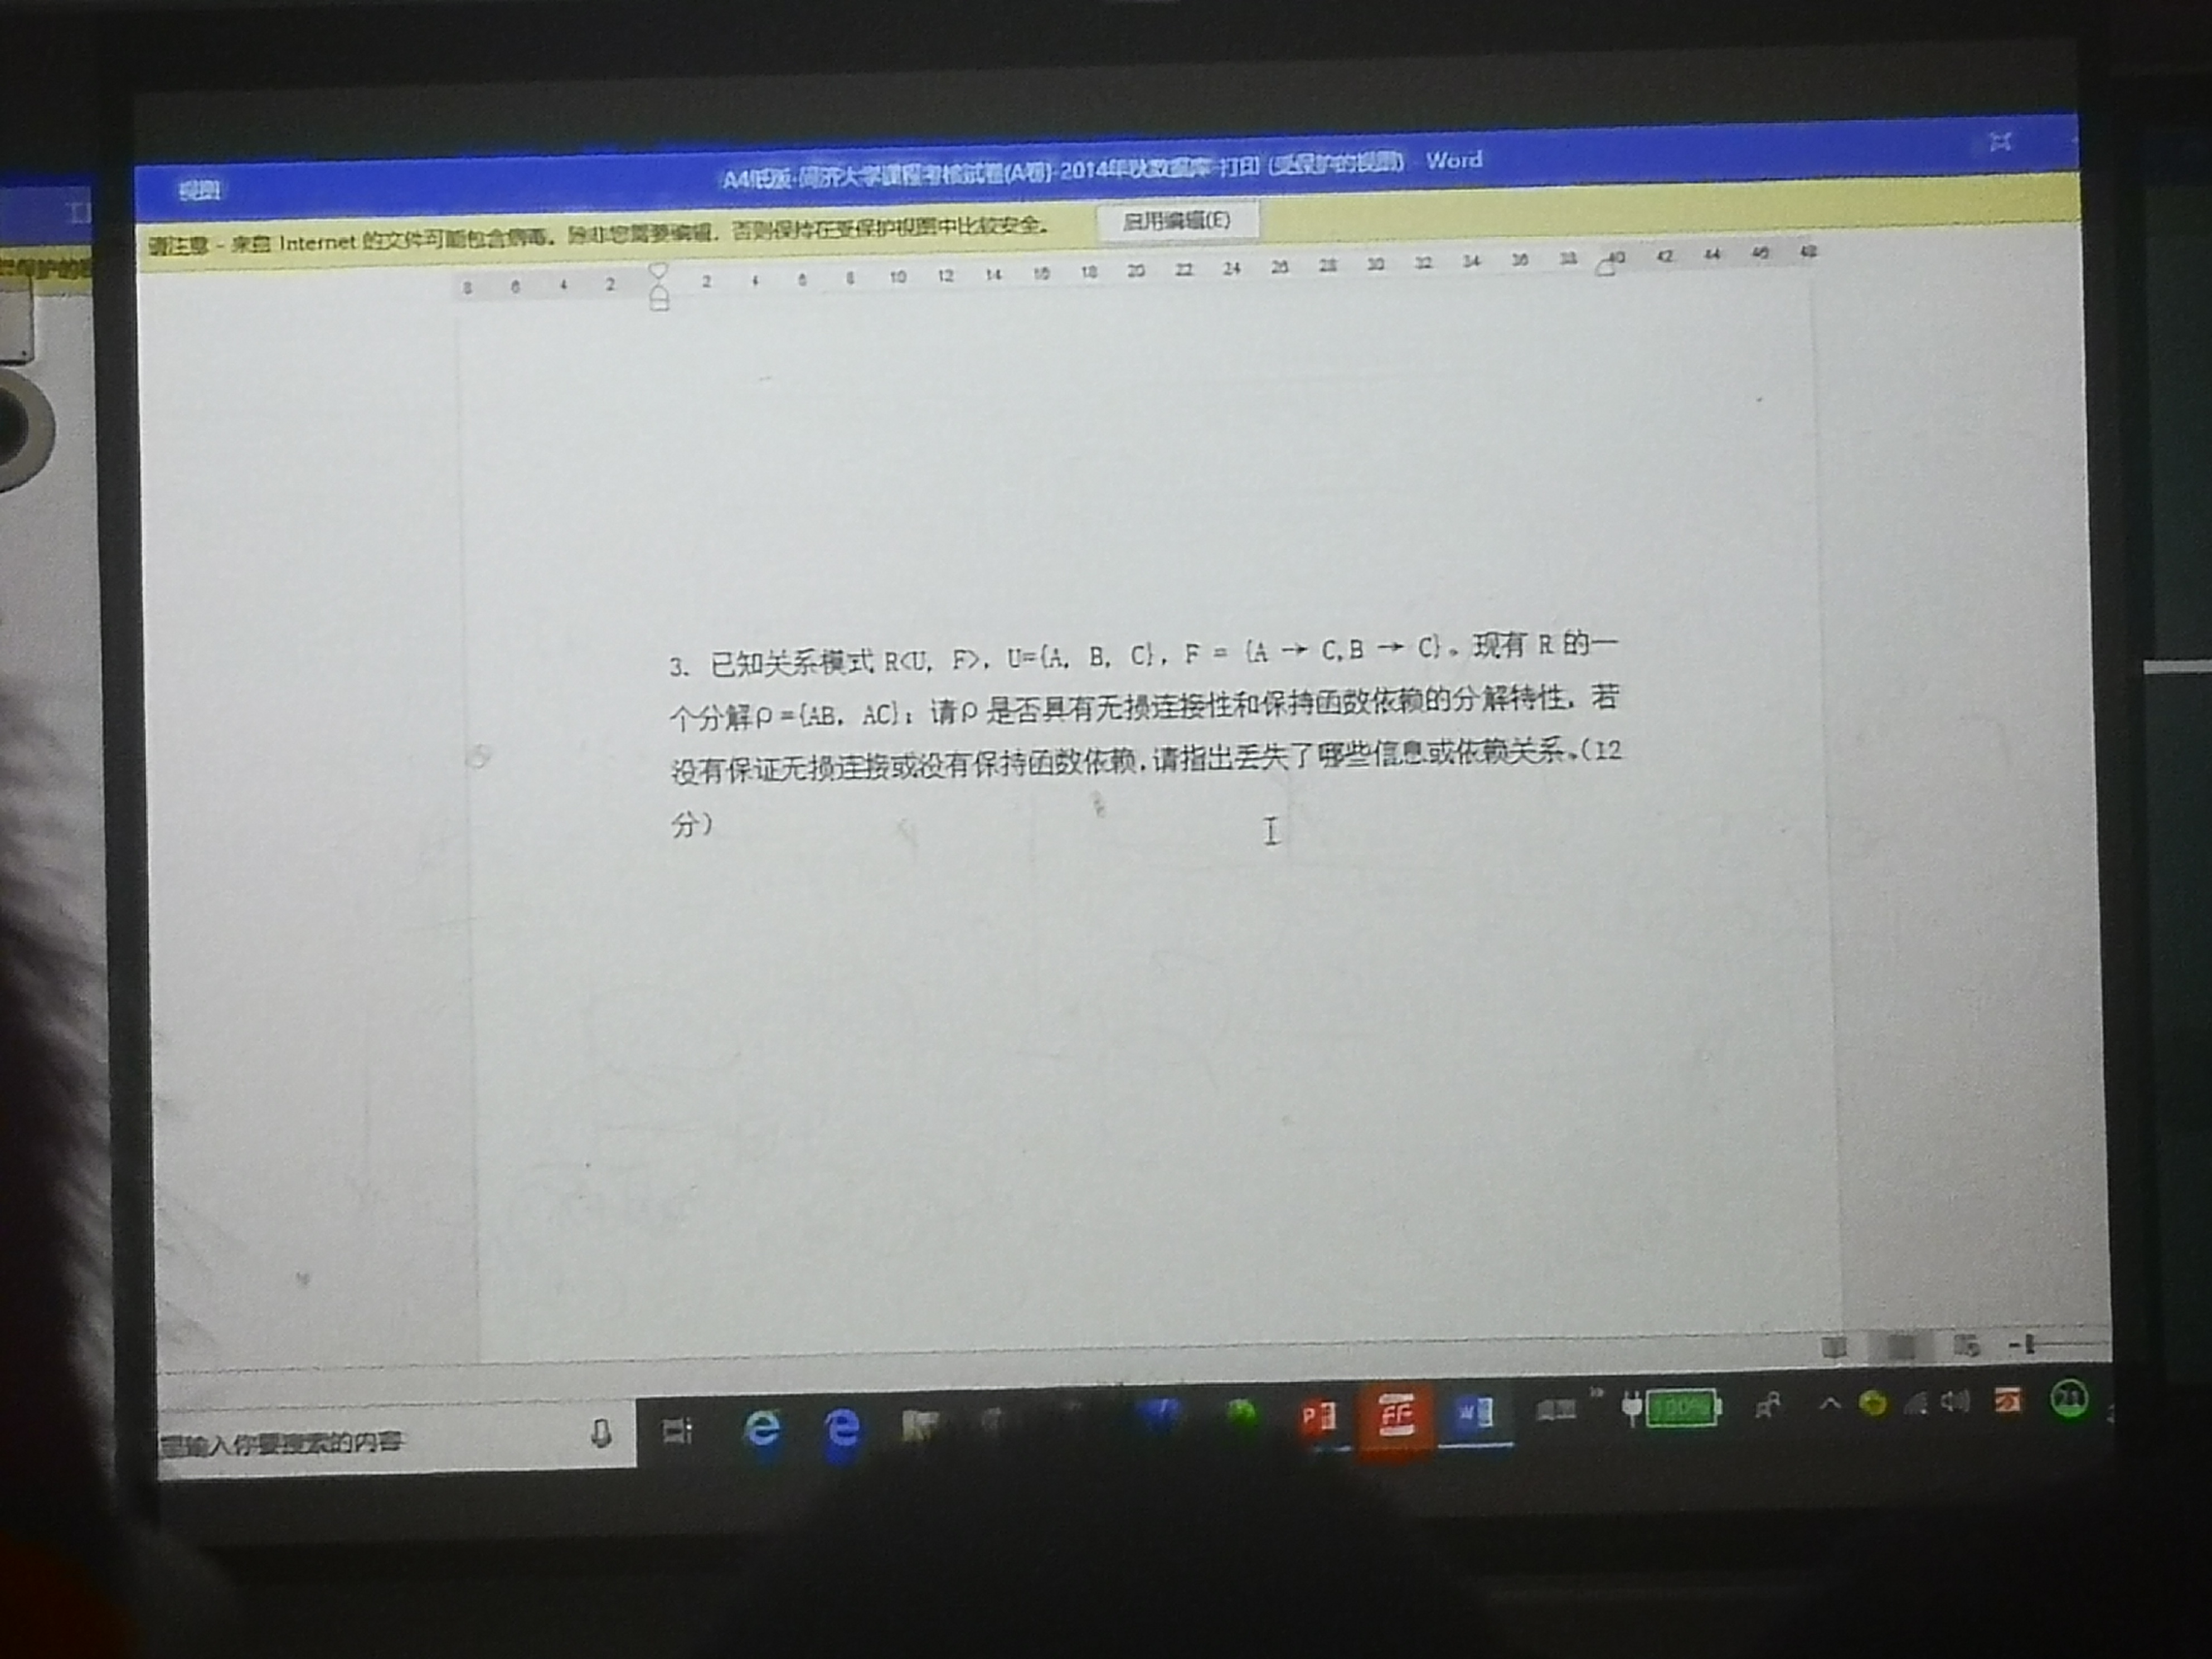 视图
A4纸版-同济大学课程考核试卷(A卷)-2014年秋数据库-打印 (受保护的视图) - Word
请注意 - 来自 Internet 的文件可能包含病毒。除非您需要编辑，否则保持在受保护视图中比较安全。 启用编辑(E)
8 6 4 2 2 4 6 8 10 12 14 16 18 20 22 24 26 28 30 32 34 36 38 40 42 44 46 48
3. 已知关系模式 R<U, F>, U={A, B, C}, F = {A → C,B → C}。现有 R 的一
个分解ρ={AB, AC}; 请ρ是否具有无损连接性和保持函数依赖的分解特性, 若
没有保证无损连接或没有保持函数依赖,请指出丢失了哪些信息或依赖关系.(12
分)
里输入你要搜索的内容
100%